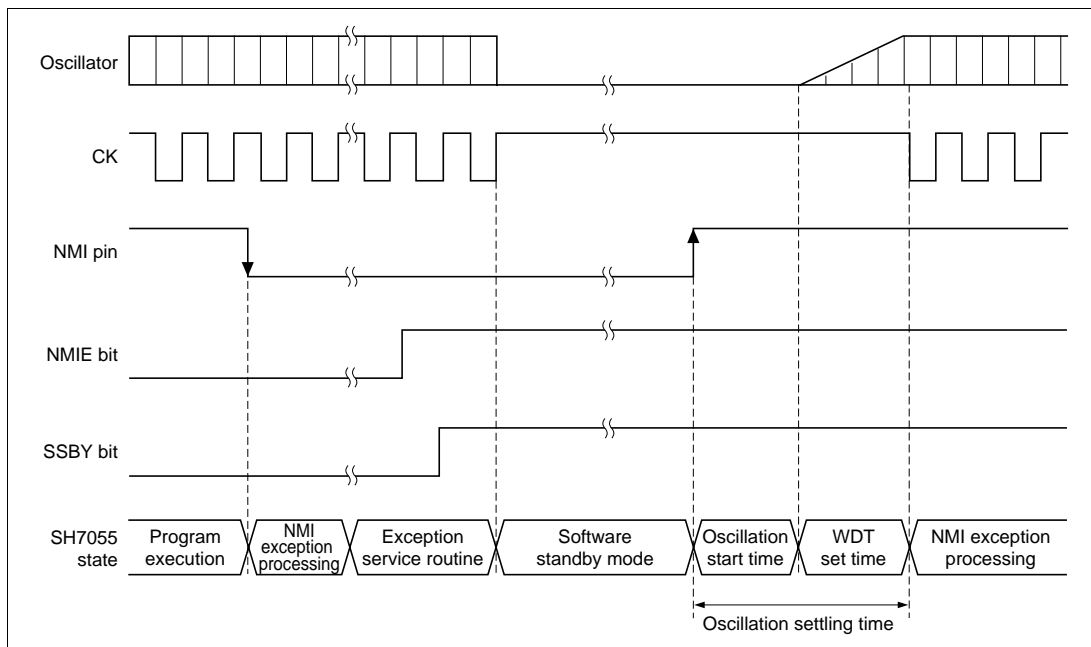 Oscillator
CK
NMI pin
NMIE bit
SSBY bit
SH7055
state
Program
execution
NMI
exception
processing
Exception
service routine
Software
standby mode
Oscillation
start time
WDT
set time
NMI exception
processing
Oscillation settling time